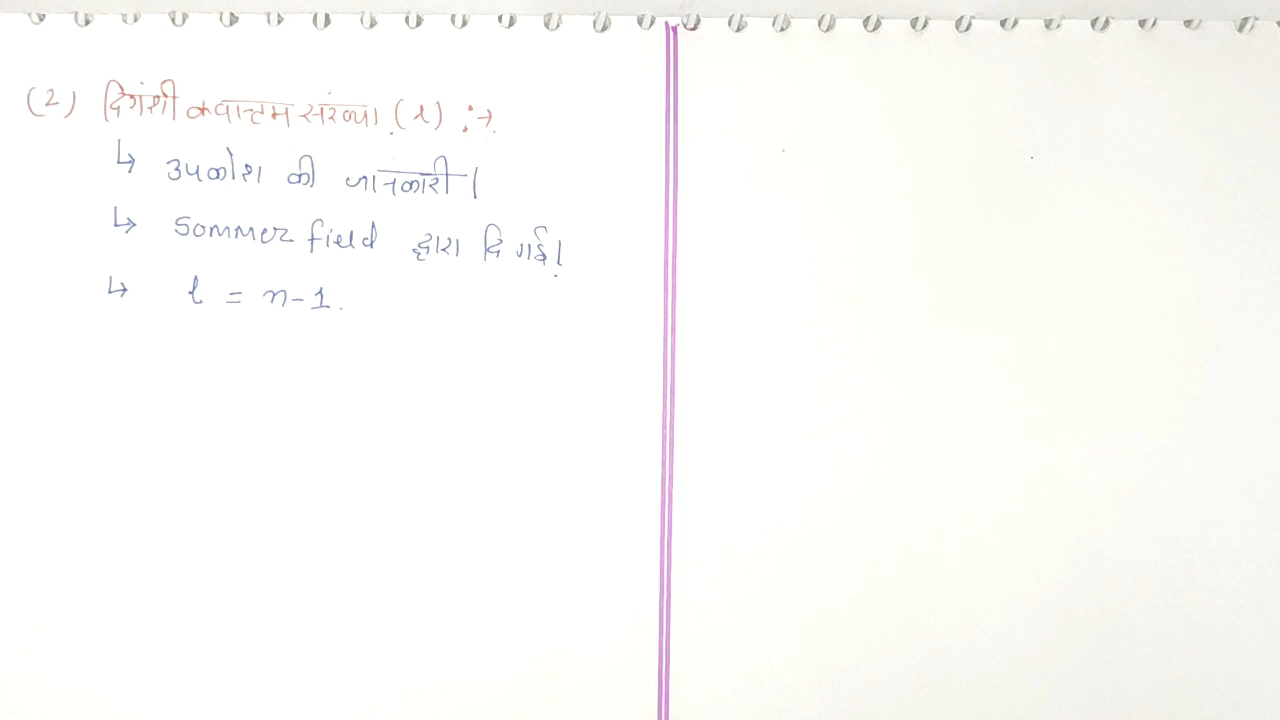 (2) दिगंशी क्वान्टम संख्या (l) :→
↳ उपकोश की जानकारी।
↳ Sommer field द्वारा दि गई।
↳ l = n-1.